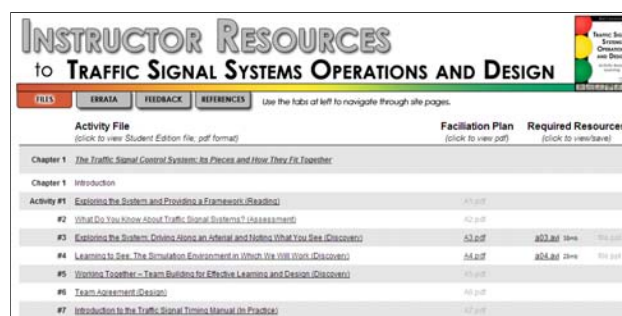 INSTRUCTOR RESOURCES
to TRAFFIC SIGNAL SYSTEMS OPERATIONS AND DESIGN
FILES ERRATA FEEDBACK REFERENCES Use the tabs at left to navigate through site pages.
Activity File Faciliation Plan Required Resources
(click to view Student Edition file; pdf format) (click to view pdf) (click to view/save)
Chapter 1 The Traffic Signal Control System: Its Pieces and How They Fit Together
Chapter 1 Introduction
Activity #1 Exploring the System and Providing a Framework (Reading) A1.pdf
#2 What Do You Know About Traffic Signal Systems? (Assessment) A2.pdf
#3 Exploring the System: Driving Along an Arterial and Noting What You See (Discovery) A3.pdf a03.avi
#4 Learning to See: The Simulation Environment in Which We Will Work (Discovery) A4.pdf a04.avi
#5 Working Together – Team Building for Effective Learning and Design (Discovery) A5.pdf
#6 Team Agreement (Design) A6.pdf
#7 Introduction to the Traffic Signal Timing Manual (In Practice) A7.pdf